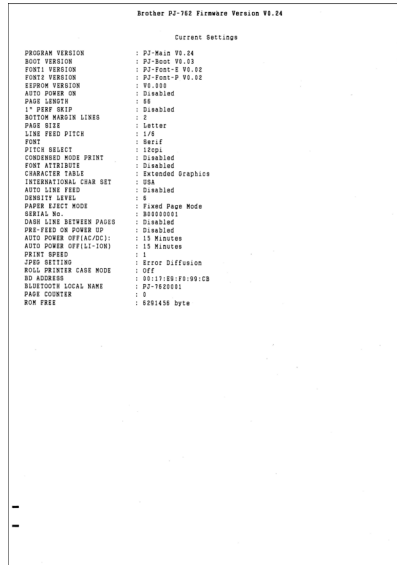 Brother PJ-762 Firmware Version V0.24
Current Settings
PROGRAM VERSION : PJ-Main V0.24
BOOT VERSION : PJ-Boot V0.03
FONT1 VERSION : PJ-Font-E V0.02
FONT2 VERSION : PJ-Font-P V0.02
EEPROM VERSION : V0.000
AUTO POWER ON : Disabled
PAGE LENGTH : 66
1" PERF SKIP : Disabled
BOTTOM MARGIN LINES : 2
PAGE SIZE : Letter
LINE FEED PITCH : 1/6
FONT : Serif
PITCH SELECT : 12cpi
CONDENSED MODE PRINT : Disabled
FONT ATTRIBUTE : Disabled
CHARACTER TABLE : Extended Graphics
INTERNATIONAL CHAR SET : USA
AUTO LINE FEED : Disabled
DENSITY LEVEL : 6
PAPER EJECT MODE : Fixed Page Mode
SERIAL No. : B00000001
DASH LINE BETWEEN PAGES : Disabled
PRE-FEED ON POWER UP : Disabled
AUTO POWER OFF(AC/DC): : 15 Minutes
AUTO POWER OFF(LI-ION) : 15 Minutes
PRINT SPEED : 1
JPEG SETTING : Error Diffusion
ROLL PRINTER CASE MODE : Off
BD ADDRESS : 00:17:E9:F0:99:CB
BLUETOOTH LOCAL NAME : PJ-7620001
PAGE COUNTER : 0
ROM FREE : 6291456 byte